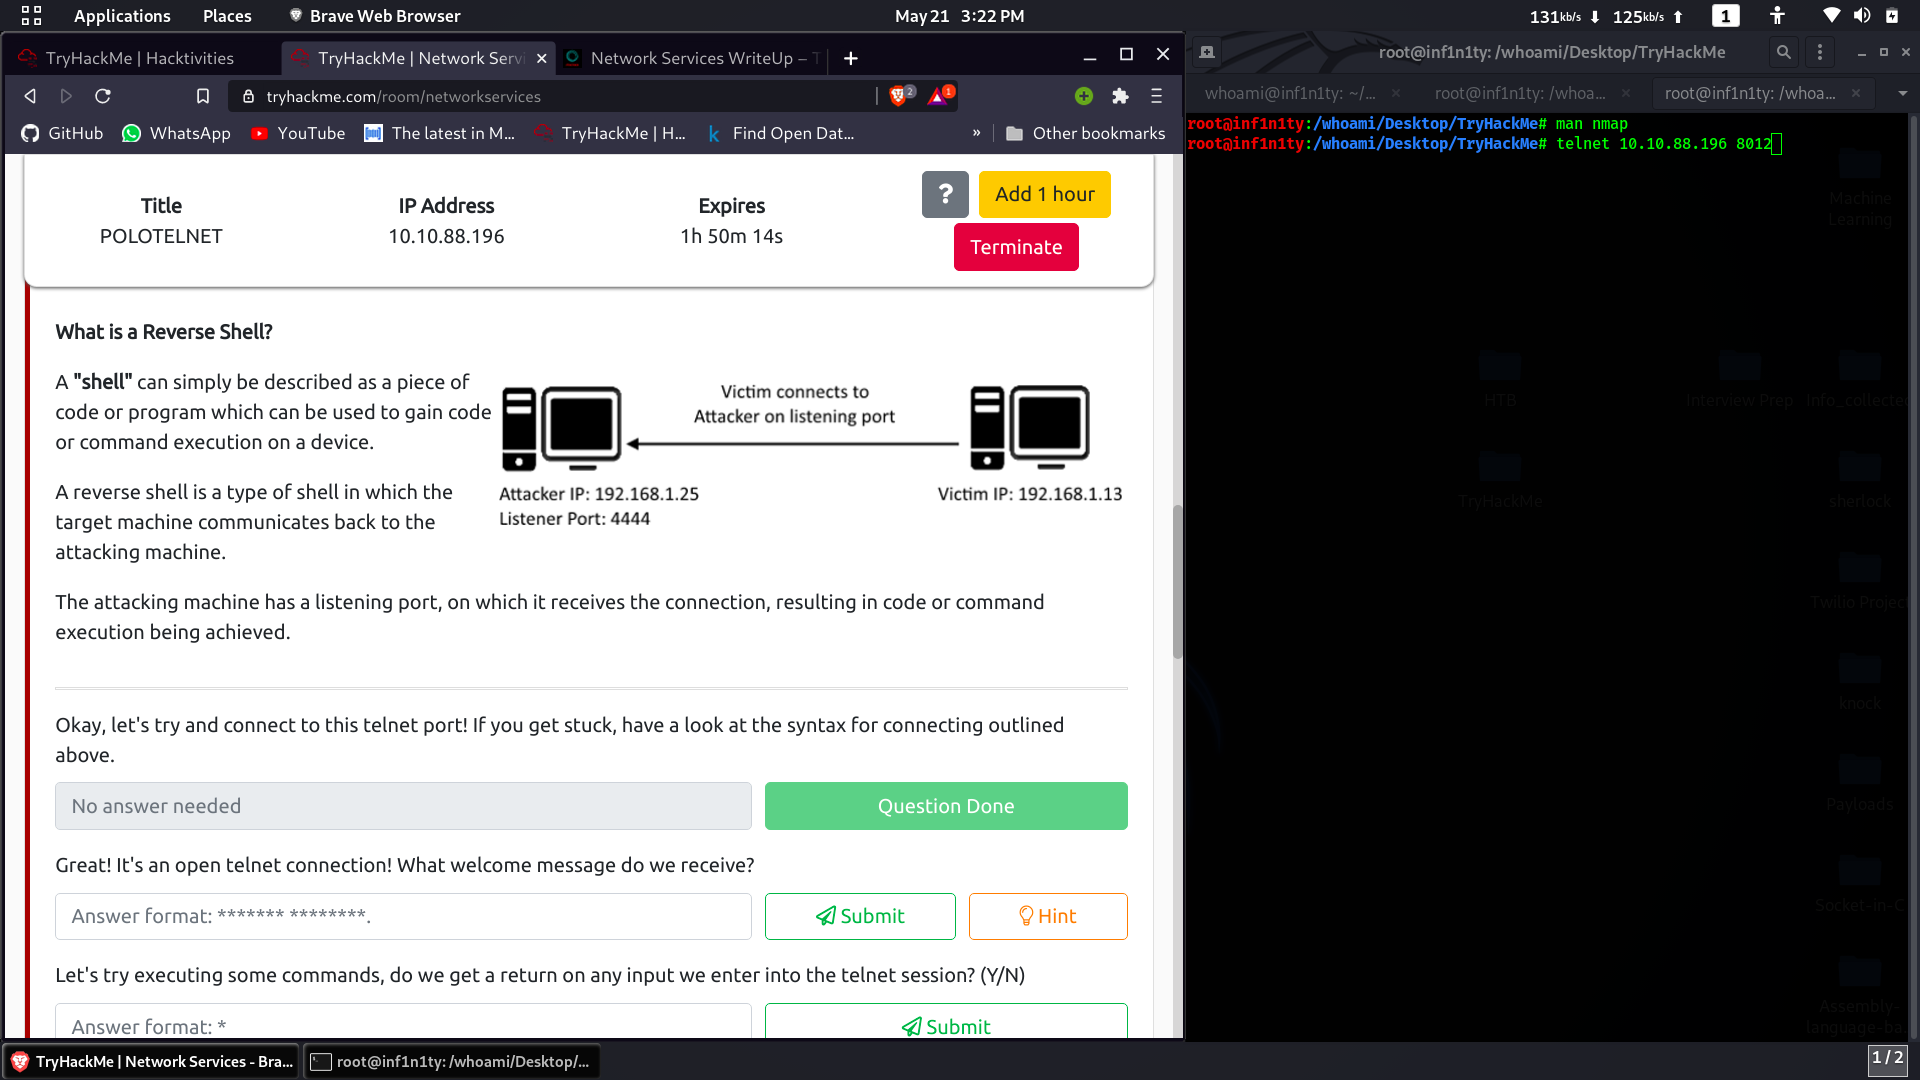 Applications
Places
Brave Web Browser
May 21 3:22 PM
131kb/s ⬇ 125kb/s ⬆
1
TryHackMe | Hacktivities
TryHackMe | Network Servi
Network Services WriteUp – T
tryhackme.com/room/networkservices
2
1
GitHub
WhatsApp
YouTube
The latest in M...
TryHackMe | H...
Find Open Dat...
»
Other bookmarks
Title
POLOTELNET
IP Address
10.10.88.196
Expires
1h 50m 14s
?
Add 1 hour
Terminate
What is a Reverse Shell?
A "shell" can simply be described as a piece of
code or program which can be used to gain code
or command execution on a device.
A reverse shell is a type of shell in which the
target machine communicates back to the
attacking machine.
Victim connects to
Attacker on listening port
Attacker IP: 192.168.1.25
Listener Port: 4444
Victim IP: 192.168.1.13
The attacking machine has a listening port, on which it receives the connection, resulting in code or command
execution being achieved.
Okay, let's try and connect to this telnet port! If you get stuck, have a look at the syntax for connecting outlined
above.
No answer needed
Question Done
Great! It's an open telnet connection! What welcome message do we receive?
Answer format: ******* ********.
Submit
Hint
Let's try executing some commands, do we get a return on any input we enter into the telnet session? (Y/N)
Answer format: *
Submit
root@inf1n1ty: /whoami/Desktop/TryHackMe
whoami@inf1n1ty: ~/...
root@inf1n1ty: /whoa...
root@inf1n1ty: /whoa...
root@inf1n1ty:/whoami/Desktop/TryHackMe# man nmap
root@inf1n1ty:/whoami/Desktop/TryHackMe# telnet 10.10.88.196 8012
Machine
Learning
HTB
Interview Prep
Info_collected
TryHackMe
sherlock
Twilio Project
knock
Payloads
Socket-in-C
Assembly-
language-ba...
TryHackMe | Network Services - Bra...
root@inf1n1ty: /whoami/Desktop/...
1 / 2